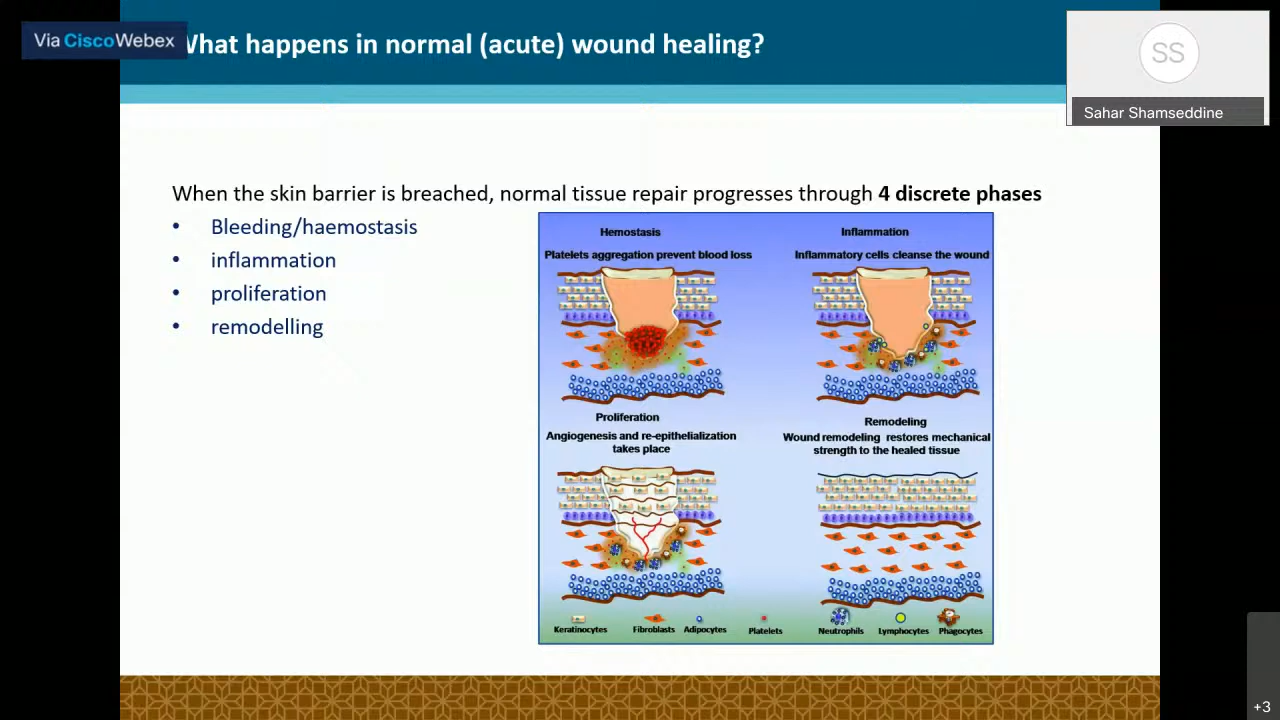 Via CiscoWebex
What happens in normal (acute) wound healing?
SS
Sahar Shamseddine
When the skin barrier is breached, normal tissue repair progresses through 4 discrete phases
• Bleeding/haemostasis
• inflammation
• proliferation
• remodelling
Hemostasis
Platelets aggregation prevent blood loss
Inflammation
Inflammatory cells cleanse the wound
Proliferation
Angiogenesis and re-epithelialization
takes place
Remodeling
Wound remodeling restores mechanical
strength to the healed tissue
Keratinocytes
Fibroblasts
Adipocytes
Platelets
Neutrophils
Lymphocytes
Phagocytes
+3